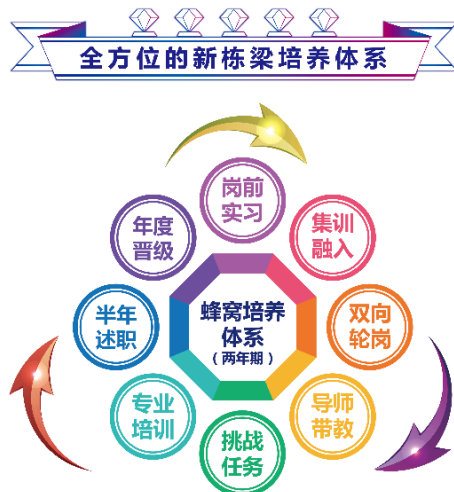 全方位的新栋梁培养体系
岗前
实习
集训
融入
双向
轮岗
导师
带教
挑战
任务
专业
培训
半年
述职
年度
晋级
蜂窝培养
体系
（两年期）